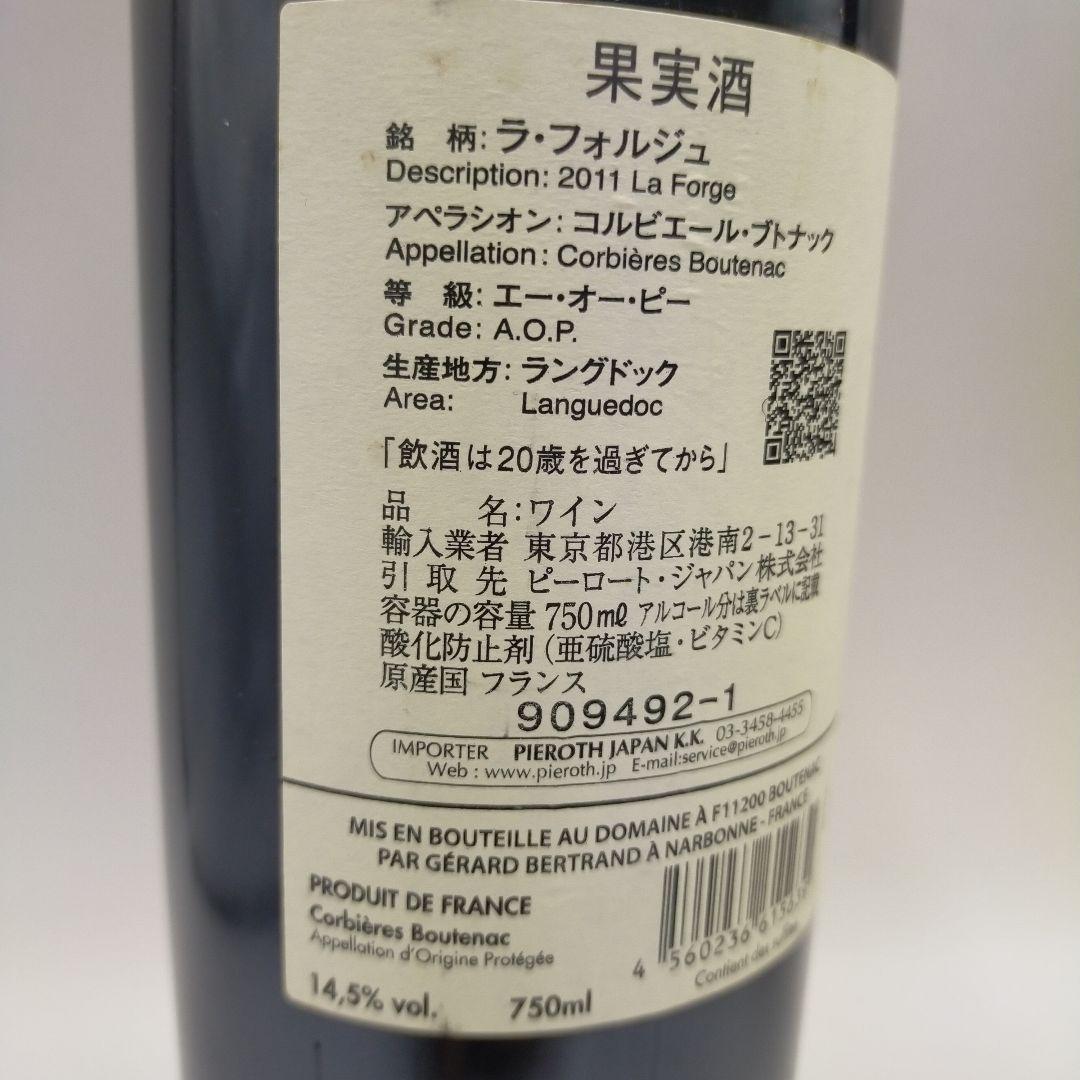 果実酒
銘　柄: ラ・フォルジュ
Description: 2011 La Forge
アペラシオン: コルビエール・ブトナック
Appellation: Corbières Boutenac
等　級: エー・オー・ピー
Grade: A.O.P.
生産地方: ラングドック
Area: Languedoc
「飲酒は20歳を過ぎてから」
品　名:ワイン
輸入業者 東京都港区港南2-13-31
引取先 ピーロート・ジャパン株式会社
容器の容量 750mℓ アルコール分は裏ラベルに記載
酸化防止剤 (亜硫酸塩・ビタミンC)
原産国 フランス
909492-1
IMPORTER PIEROTH JAPAN K.K. 03-3458-4455
Web : www.pieroth.jp E-mail:service@pieroth.jp
MIS EN BOUTEILLE AU DOMAINE À F11200 BOUTENAC
PAR GÉRARD BERTRAND À NARBONNE - FRANCE
PRODUIT DE FRANCE
Corbières Boutenac
Appellation d'Origine Protégée
4 560236
Contient des
14,5% vol. 750ml